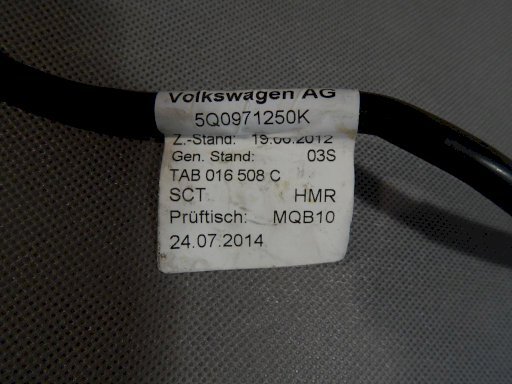 Volkswagen AG
5Q0971250K
Z.-Stand: 19.06.2012
Gen. Stand: 03S
TAB 016 508 C
SCT HMR
Prüftisch: MQB10
24.07.2014